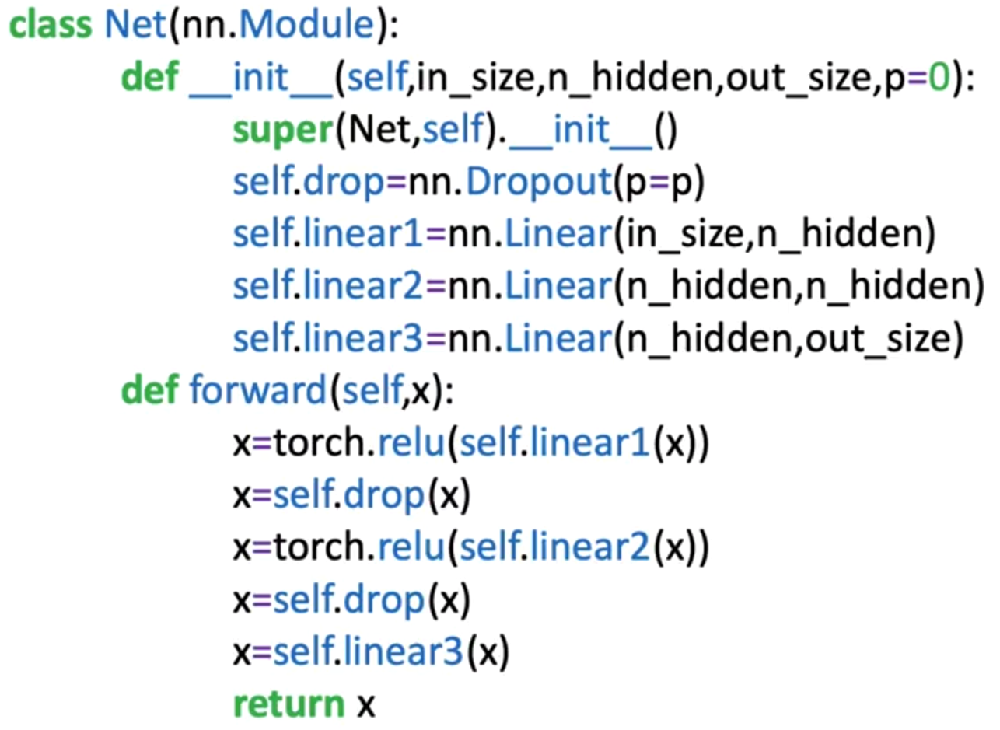 class Net(nn.Module):
def __init__(self,in_size,n_hidden,out_size,p=0):
super(Net,self).__init__()
self.drop=nn.Dropout(p=p)
self.linear1=nn.Linear(in_size,n_hidden)
self.linear2=nn.Linear(n_hidden,n_hidden)
self.linear3=nn.Linear(n_hidden,out_size)
def forward(self,x):
x=torch.relu(self.linear1(x))
x=self.drop(x)
x=torch.relu(self.linear2(x))
x=self.drop(x)
x=self.linear3(x)
return x